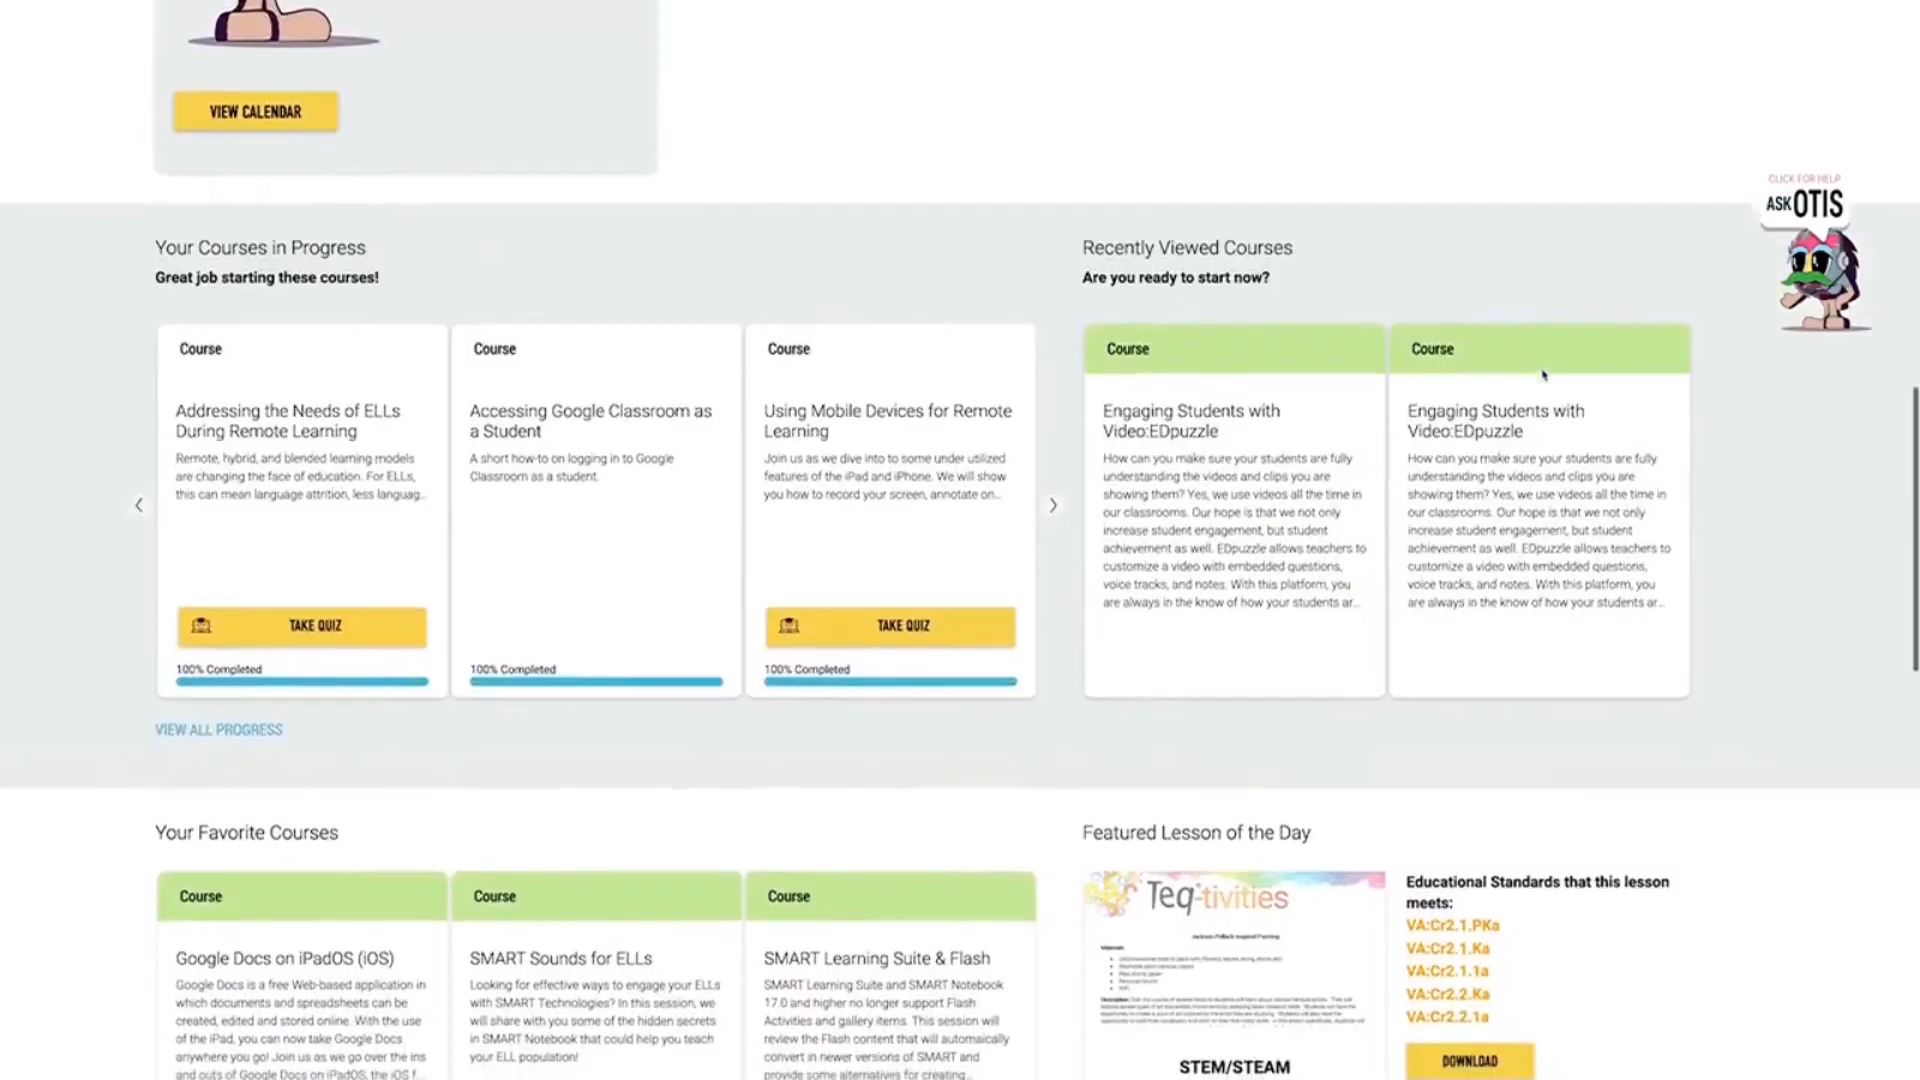 VIEW CALENDAR
CLICK FOR HELP
ASK OTIS
Your Courses in Progress
Great job starting these courses!
Recently Viewed Courses
Are you ready to start now?
Course
Addressing the Needs of ELLs
During Remote Learning
Remote, hybrid, and blended learning models
are changing the face of education. For ELLs,
this can mean language attrition, less languag...
TAKE QUIZ
100% Completed
Course
Accessing Google Classroom as
a Student
A short how-to on logging in to Google
Classroom as a student.
100% Completed
Course
Using Mobile Devices for Remote
Learning
Join us as we dive into to some under utilized
features of the iPad and iPhone. We will show
you how to record your screen, annotate on...
TAKE QUIZ
100% Completed
Course
Engaging Students with
Video:EDpuzzle
How can you make sure your students are fully
understanding the videos and clips you are
showing them? Yes, we use videos all the time in
our classrooms. Our hope is that we not only
increase student engagement, but student
achievement as well. EDpuzzle allows teachers to
customize a video with embedded questions,
voice tracks, and notes. With this platform, you
are always in the know of how your students ar...
Course
Engaging Students with
Video:EDpuzzle
How can you make sure your students are fully
understanding the videos and clips you are
showing them? Yes, we use videos all the time in
our classrooms. Our hope is that we not only
increase student engagement, but student
achievement as well. EDpuzzle allows teachers to
customize a video with embedded questions,
voice tracks, and notes. With this platform, you
are always in the know of how your students ar...
VIEW ALL PROGRESS
Your Favorite Courses
Course
Google Docs on iPadOS (iOS)
Google Docs is a free Web-based application in
which documents and spreadsheets can be
created, edited and stored online. With the use
of the iPad, you can now take Google Docs
anywhere you go! Join us as we go over the ins
and outs of Google Docs on iPadOS, the iOS f...
Course
SMART Sounds for ELLs
Looking for effective ways to engage your ELLs
with SMART Technologies? In this session, we
will share with you some of the hidden secrets
in SMART Notebook that could help you teach
your ELL population!
Course
SMART Learning Suite & Flash
SMART Learning Suite and SMART Notebook
17.0 and higher no longer support Flash
Activities and gallery items. This session will
review the Flash content that will automaically
convert in newer versions of SMART and
provide some alternatives for creating...
Featured Lesson of the Day
Teq-tivities
Jackson Pollock Inspired Painting
STEM/STEAM
Educational Standards that this lesson
meets:
VA:Cr2.1.PKa
VA:Cr2.1.Ka
VA:Cr2.1.1a
VA:Cr2.2.Ka
VA:Cr2.2.1a
DOWNLOAD